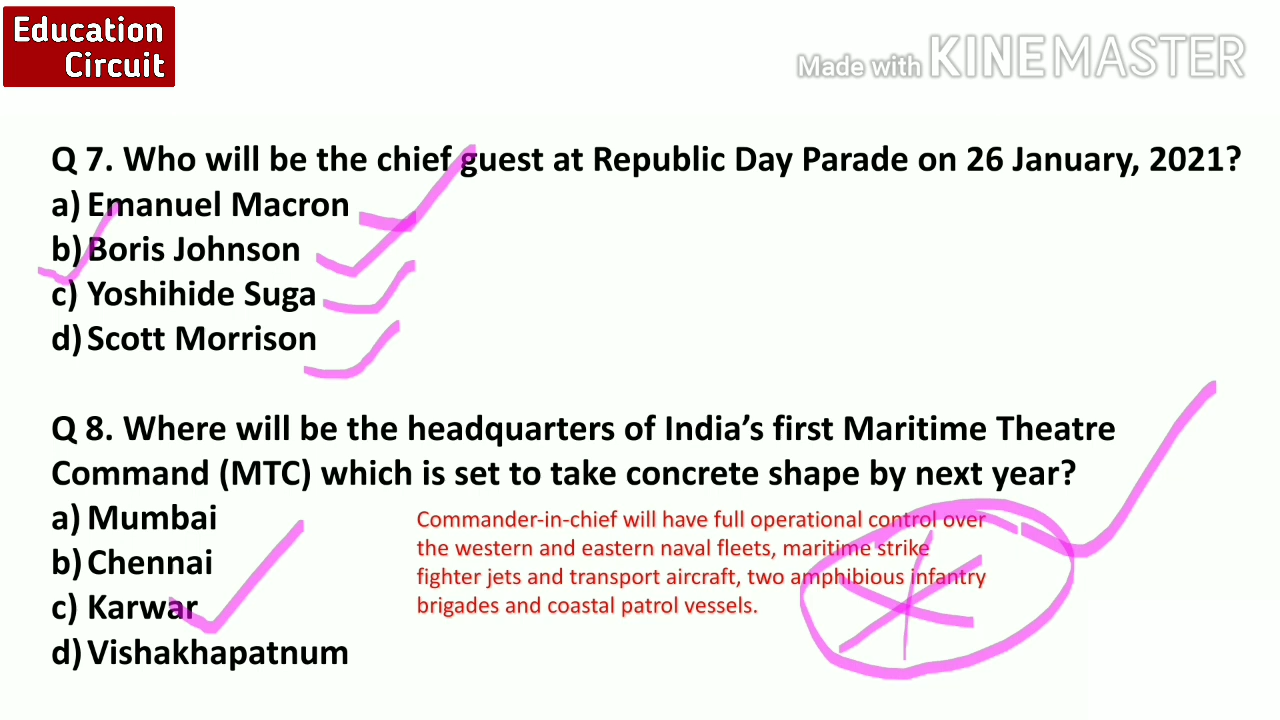 Education
Circuit
Made with KINEMASTER
Q 7. Who will be the chief guest at Republic Day Parade on 26 January, 2021?
a) Emanuel Macron
b) Boris Johnson
c) Yoshihide Suga
d) Scott Morrison
Q 8. Where will be the headquarters of India’s first Maritime Theatre
Command (MTC) which is set to take concrete shape by next year?
a) Mumbai
b) Chennai
c) Karwar
d) Vishakhapatnum
Commander-in-chief will have full operational control over
the western and eastern naval fleets, maritime strike
fighter jets and transport aircraft, two amphibious infantry
brigades and coastal patrol vessels.